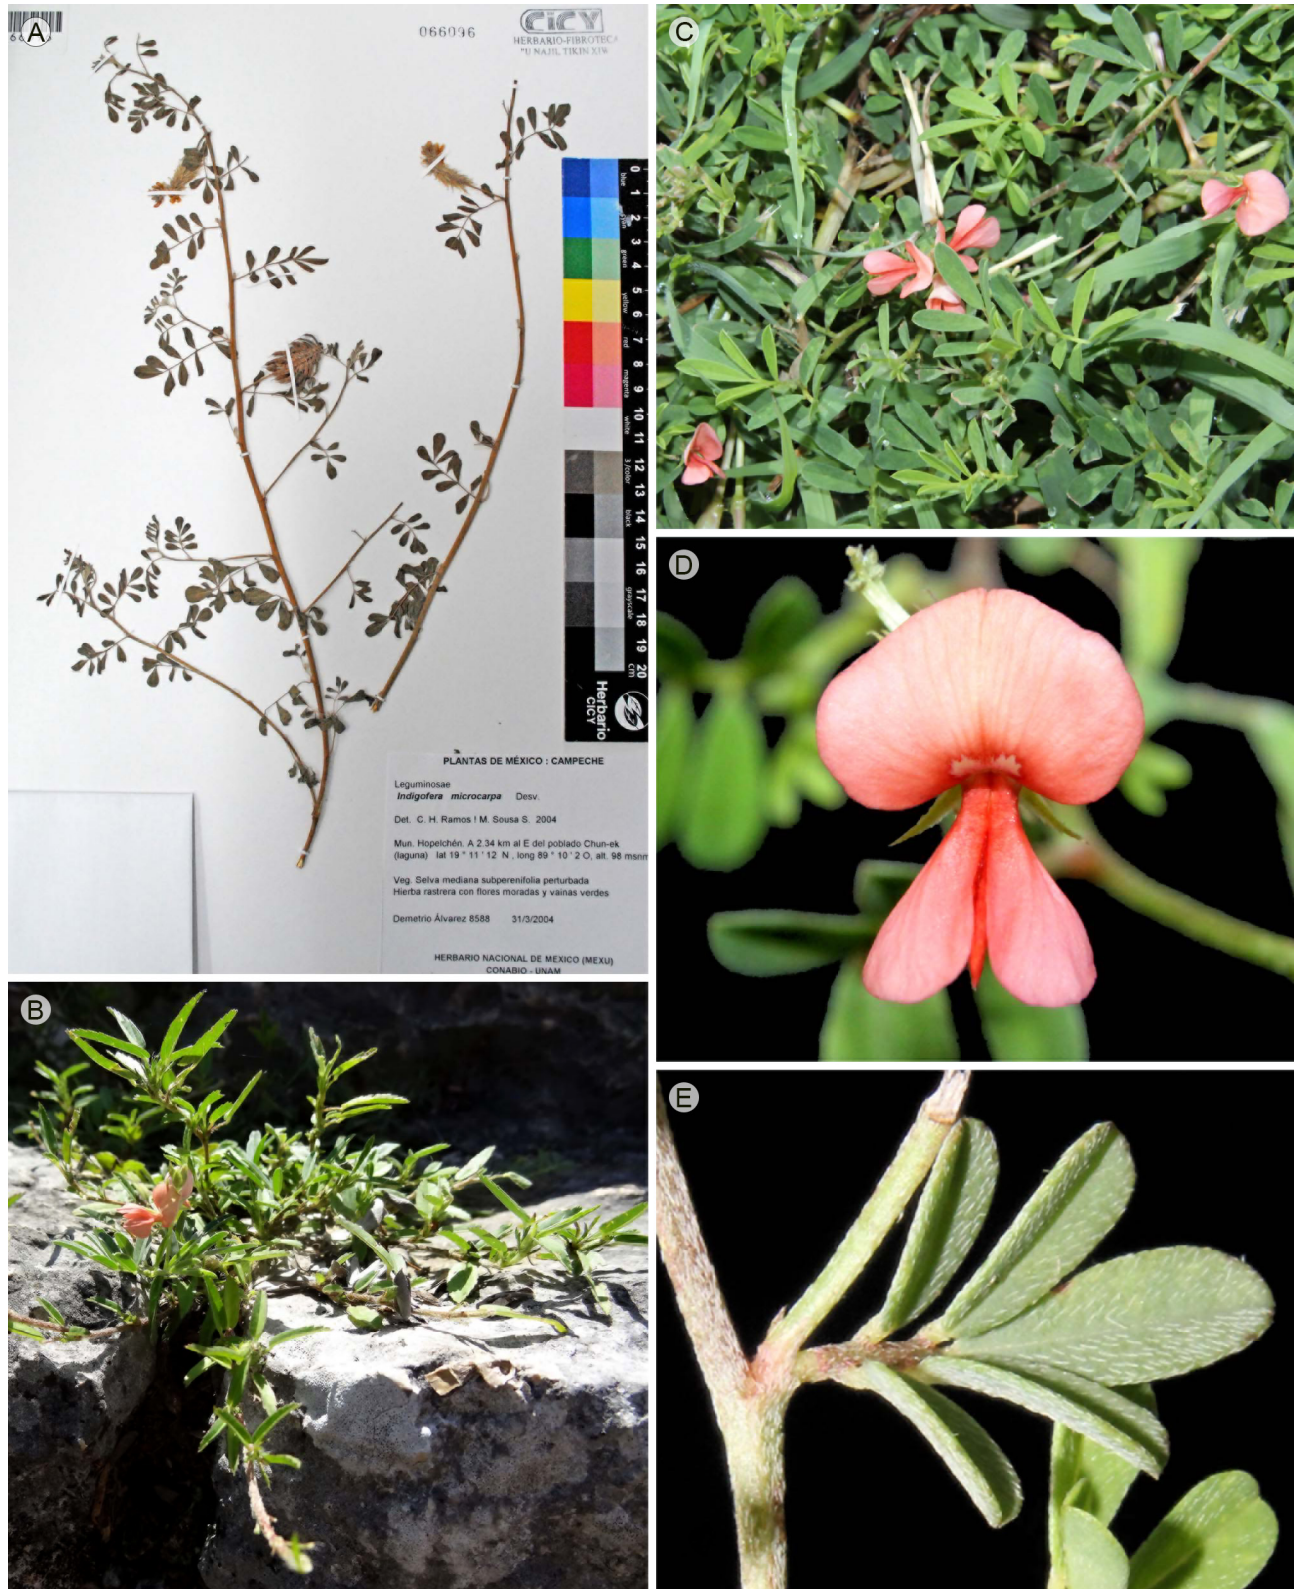 A
066096
CICY
HERBARIO-FIBROTECA
"U NAJIL TIKIN XIW
0
1
2
3
4
5
6
7
8
9
10
11
12
13
14
15
16
17
18
19
20
cm
blue
green
yellow
red
magenta
white
3/color
black
grayscale
Herbario
CICY
PLANTAS DE MÉXICO : CAMPECHE
Leguminosae
Indigofera microcarpa Desv.
Det. C. H. Ramos ! M. Sousa S. 2004
Mun. Hopelchén. A 2.34 km al E del poblado Chun-ek
(laguna) lat 19 ° 11 ' 12 N , long 89 ° 10 ' 2 O, alt. 98 msnm
Veg. Selva mediana subperenifolia perturbada
Hierba rastrera con flores moradas y vainas verdes
Demetrio Álvarez 8588 31/3/2004
HERBARIO NACIONAL DE MEXICO (MEXU)
CONABIO - UNAM
B
C
D
E